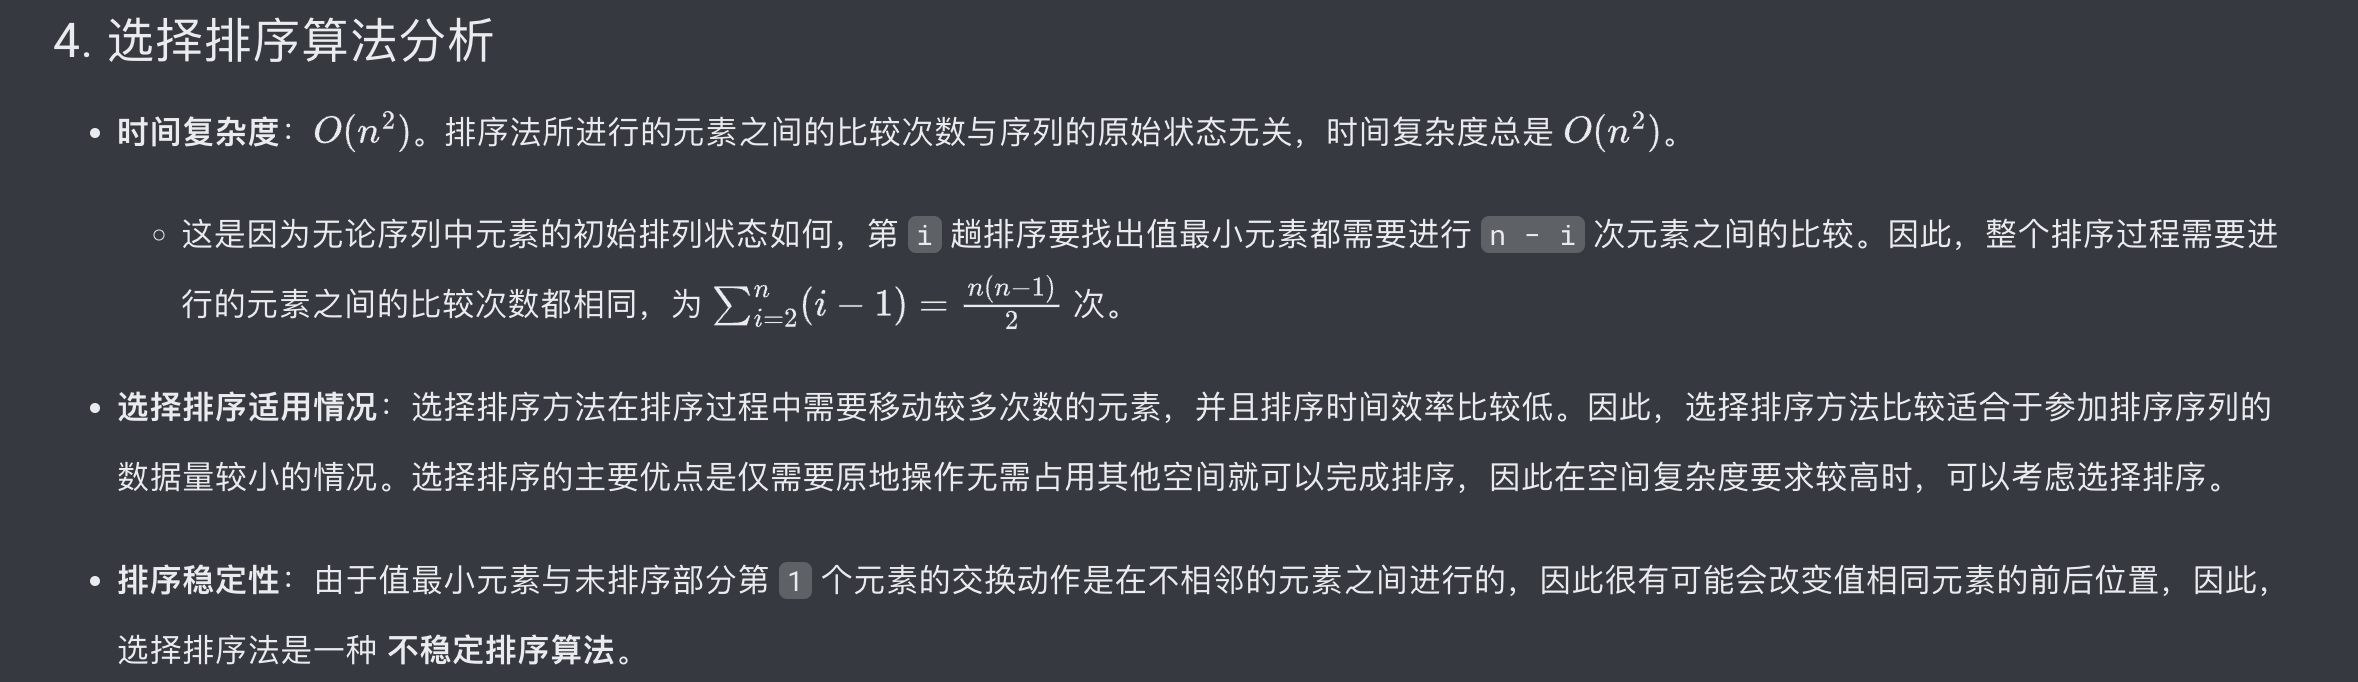 4. 选择排序算法分析
• 时间复杂度：O(n²)。排序法所进行的元素之间的比较次数与序列的原始状态无关，时间复杂度总是 O(n²)。
◦ 这是因为无论序列中元素的初始排列状态如何，第 i 趟排序要找出值最小元素都需要进行 n - i 次元素之间的比较。因此，整个排序过程需要进
行的元素之间的比较次数都相同，为 ∑ⁿᵢ₌₂(i − 1) = n(n−1)/2 次。
• 选择排序适用情况：选择排序方法在排序过程中需要移动较多次数的元素，并且排序时间效率比较低。因此，选择排序方法比较适合于参加排序序列的
数据量较小的情况。选择排序的主要优点是仅需要原地操作无需占用其他空间就可以完成排序，因此在空间复杂度要求较高时，可以考虑选择排序。
• 排序稳定性：由于值最小元素与未排序部分第 1 个元素的交换动作是在不相邻的元素之间进行的，因此很有可能会改变值相同元素的前后位置，因此，
选择排序法是一种 不稳定排序算法。